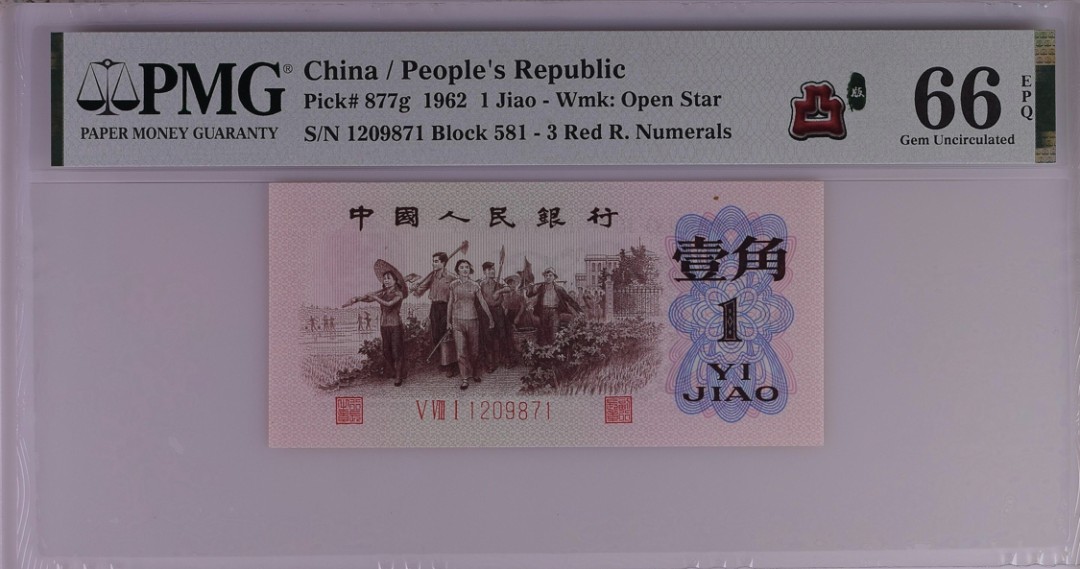 PMG®
PAPER MONEY GUARANTY
China / People's Republic
Pick# 877g 1962 1 Jiao - Wmk: Open Star
S/N 1209871 Block 581 - 3 Red R. Numerals
凸
版
66
EPQ
Gem Uncirculated
中國人民銀行
壹角
1
YI
JIAO
V VIII I 1209871